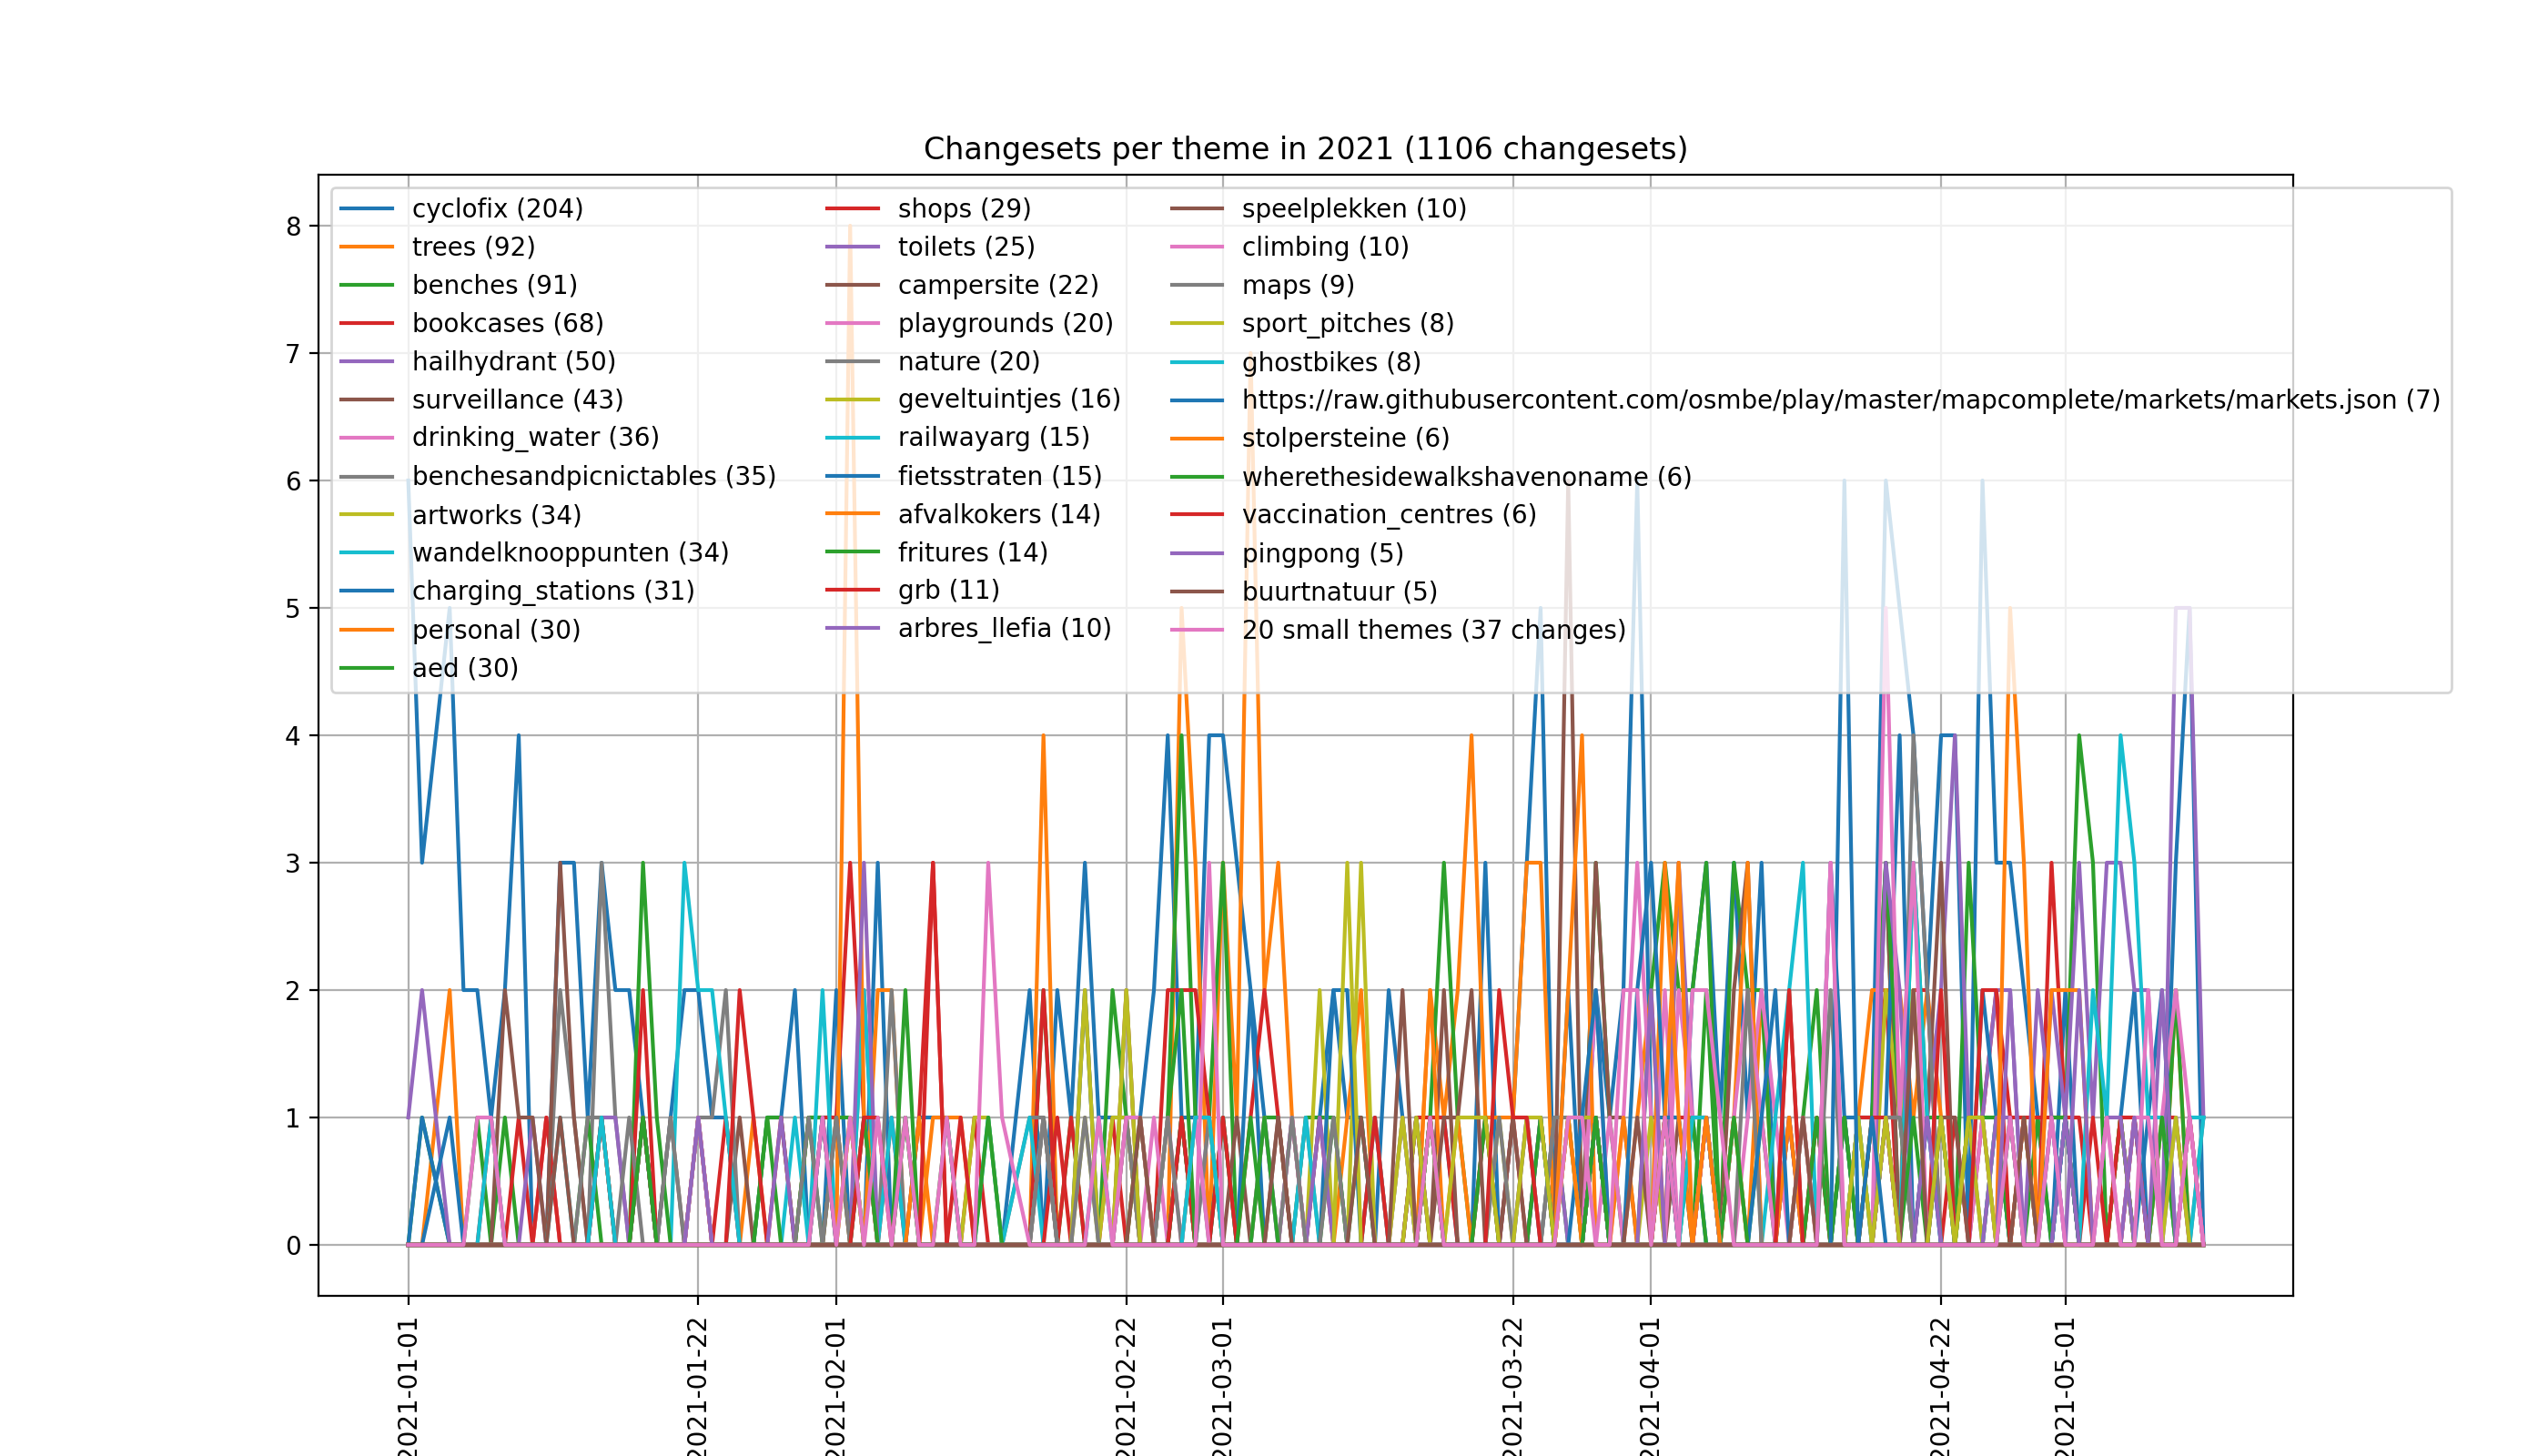 Changesets per theme in 2021 (1106 changesets)
8
7
6
5
4
3
2
1
0
cyclofix (204)
trees (92)
benches (91)
bookcases (68)
hailhydrant (50)
surveillance (43)
drinking_water (36)
benchesandpicnictables (35)
artworks (34)
wandelknooppunten (34)
charging_stations (31)
personal (30)
aed (30)
shops (29)
toilets (25)
campersite (22)
playgrounds (20)
nature (20)
geveltuintjes (16)
railwayarg (15)
fietsstraten (15)
afvalkokers (14)
fritures (14)
grb (11)
arbres_llefia (10)
speelplekken (10)
climbing (10)
maps (9)
sport_pitches (8)
ghostbikes (8)
https://raw.githubusercontent.com/osmbe/play/master/mapcomplete/markets/markets.json (7)
stolpersteine (6)
wherethesidewalkshavenoname (6)
vaccination_centres (6)
pingpong (5)
buurtnatuur (5)
20 small themes (37 changes)
2021-01-01
2021-01-22
2021-02-01
2021-02-22
2021-03-01
2021-03-22
2021-04-01
2021-04-22
2021-05-01